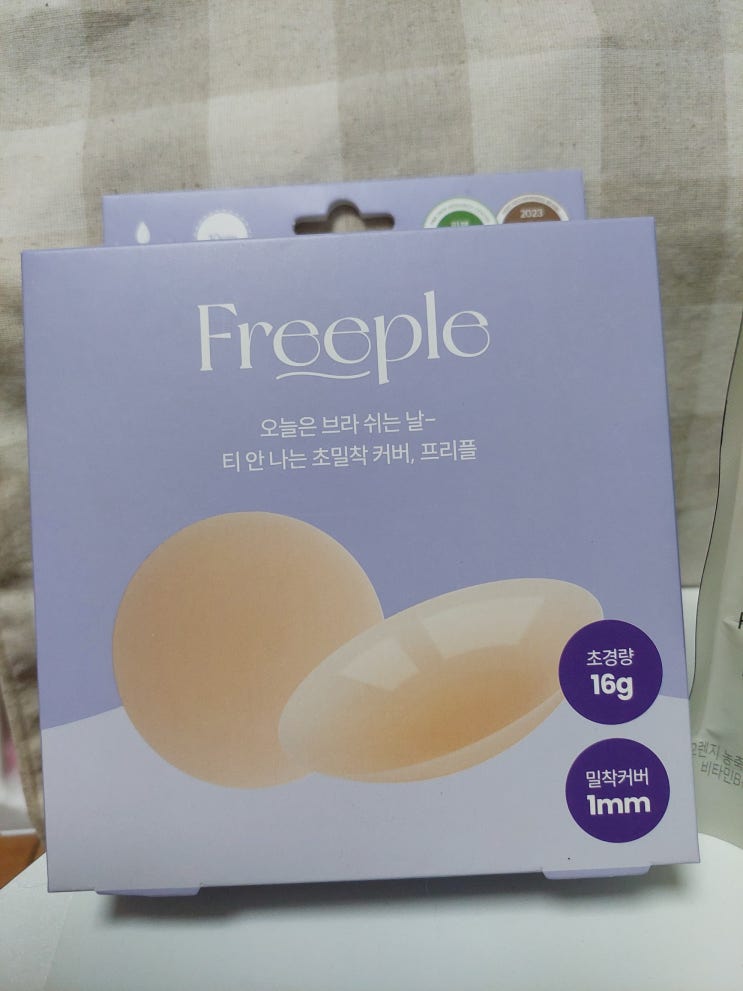 2023
Freeple
오늘은 브라 쉬는 날-
티 안 나는 초밀착 커버, 프리플
초경량
16g
밀착커버
1mm